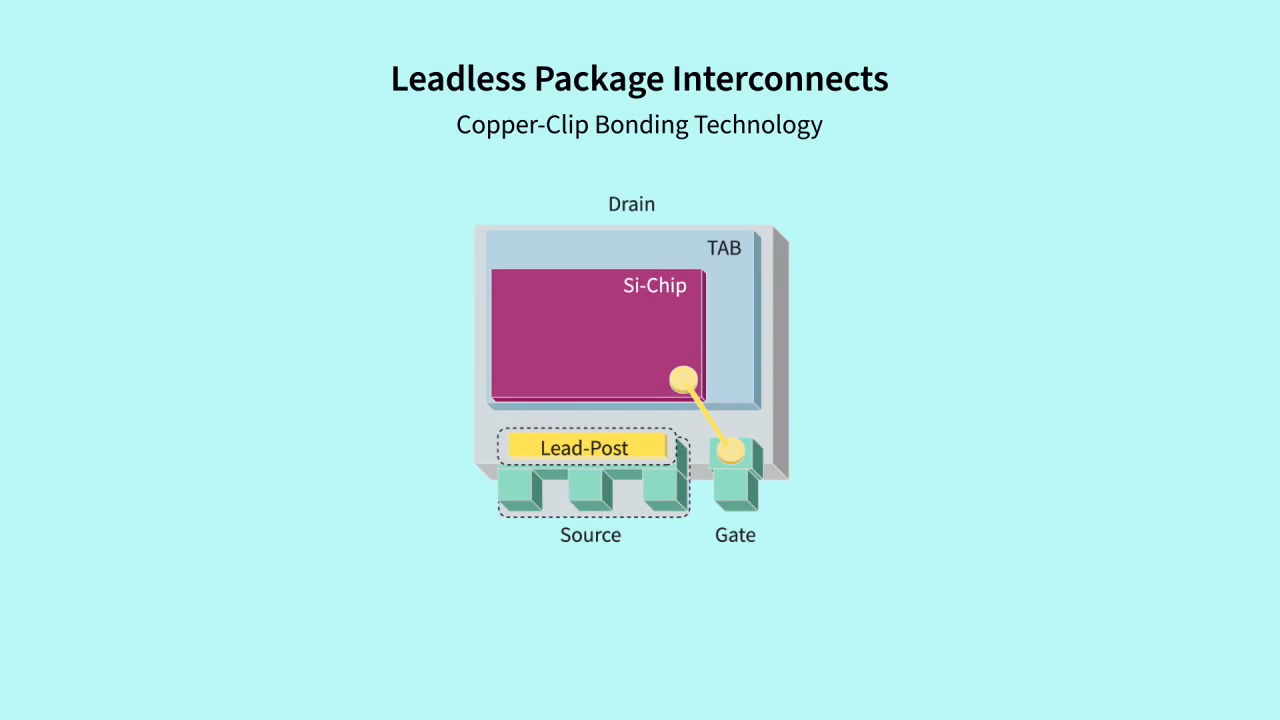 Leadless Package Interconnects
Copper-Clip Bonding Technology
Drain
TAB
Si-Chip
Lead-Post
Source
Gate